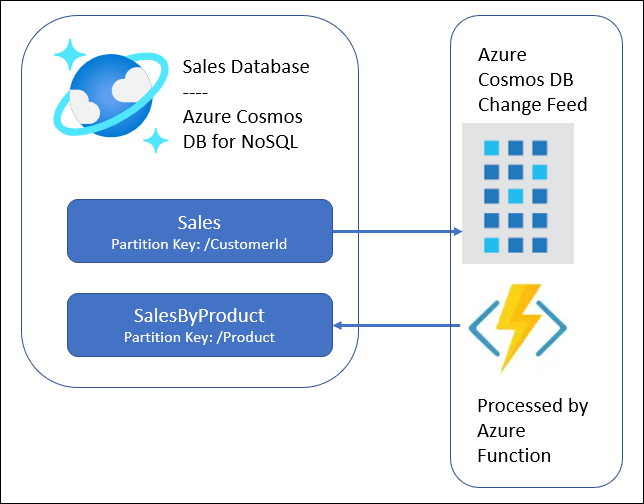 Sales Database
----
Azure Cosmos
DB for NoSQL
Sales
Partition Key: /CustomerId
SalesByProduct
Partition Key: /Product
Azure
Cosmos DB
Change Feed
Processed by
Azure
Function